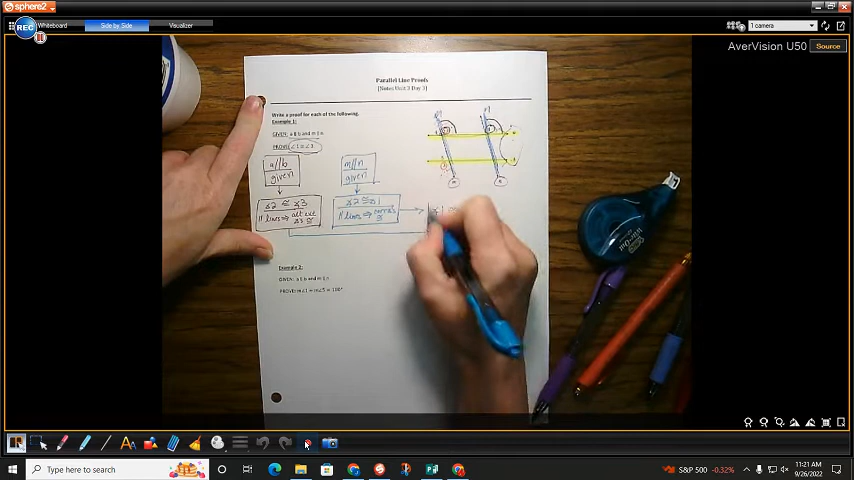 sphere2
REC
Whiteboard
Side by Side
Visualizer
1 camera
AverVision U50
Source
Parallel Line Proofs
[Notes Unit 3 Day 3]
Write a proof for each of the following.
Example 1:
GIVEN: a ∥ b and m ∥ n
PROVE: ∠1 ≅ ∠3
a//b
given
m//n
given
∡2 ≅ ∡3
// lines ⇒ alt ext
∡s ≅
∡2 ≅ ∡1
// lines ⇒ corr ∡s
≅
∡1 ≅
Example 2:
GIVEN: a ∥ b and m ∥ n
PROVE: m∠1 + m∠5 = 180°
Type here to search
S&P 500 -0.32%
11:21 AM
9/26/2022